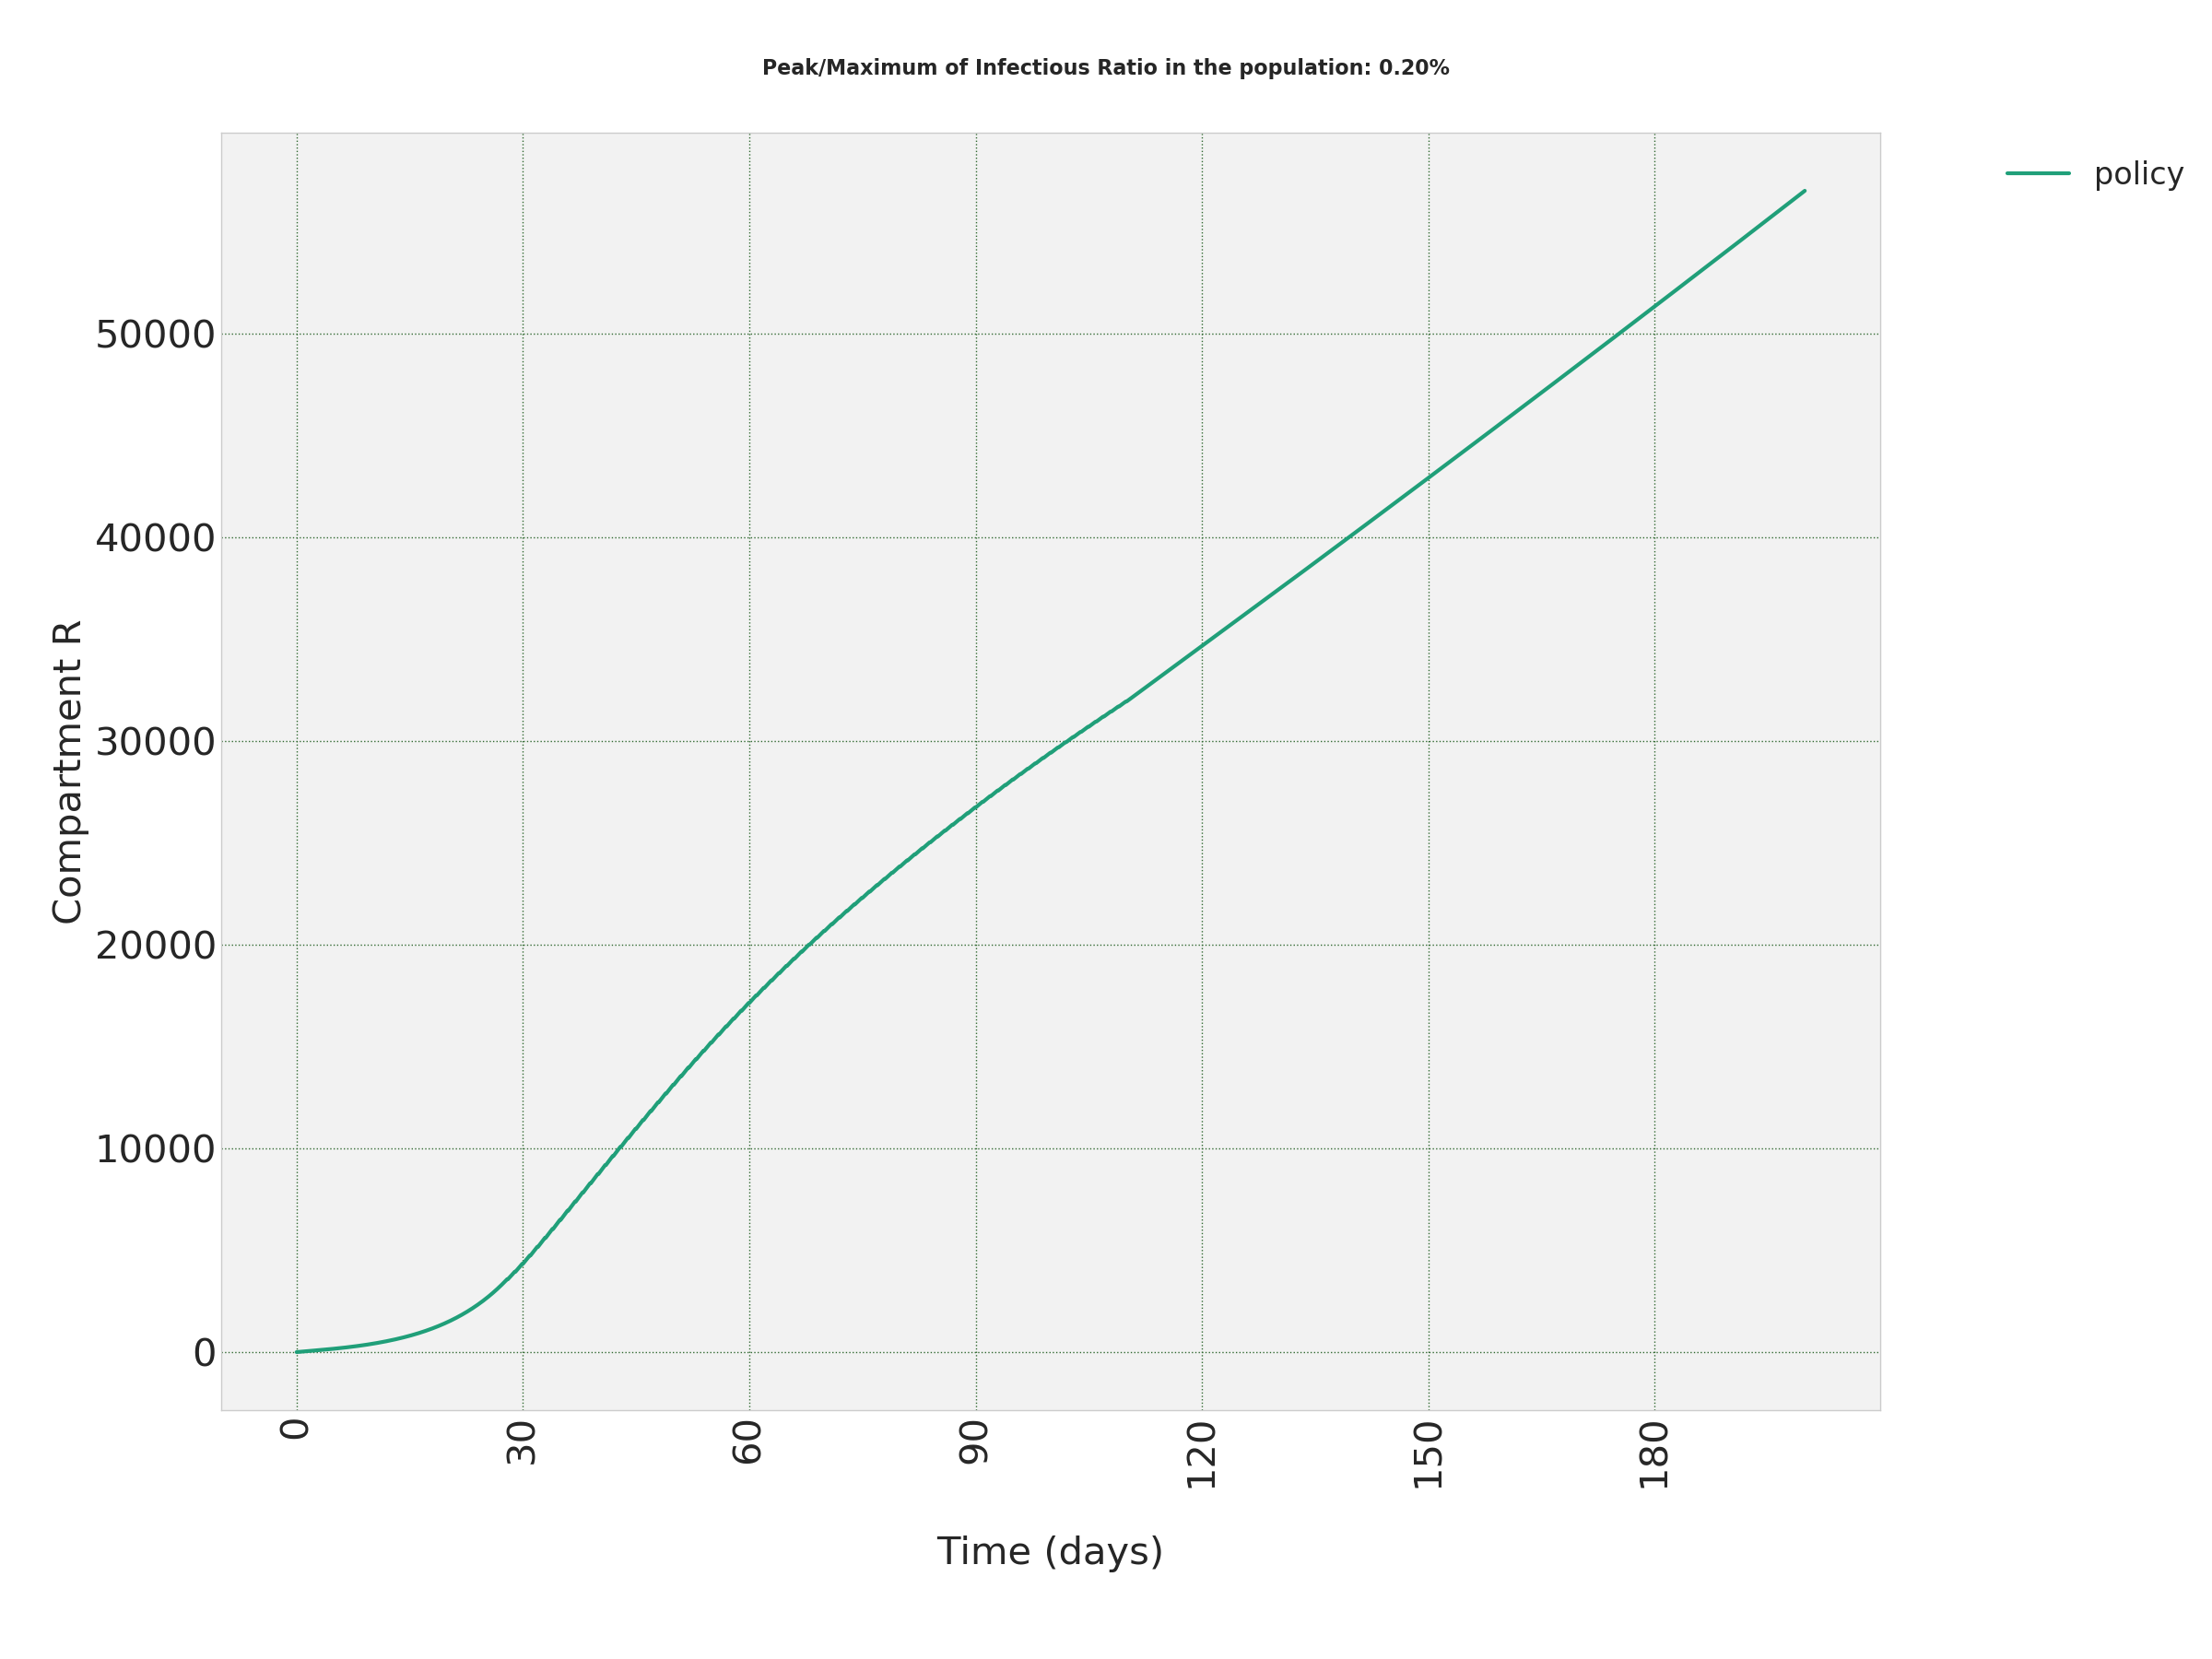 Peak/Maximum of Infectious Ratio in the population: 0.20%
policy
Compartment R
50000
40000
30000
20000
10000
0
0 30 60 90 120 150 180
Time (days)